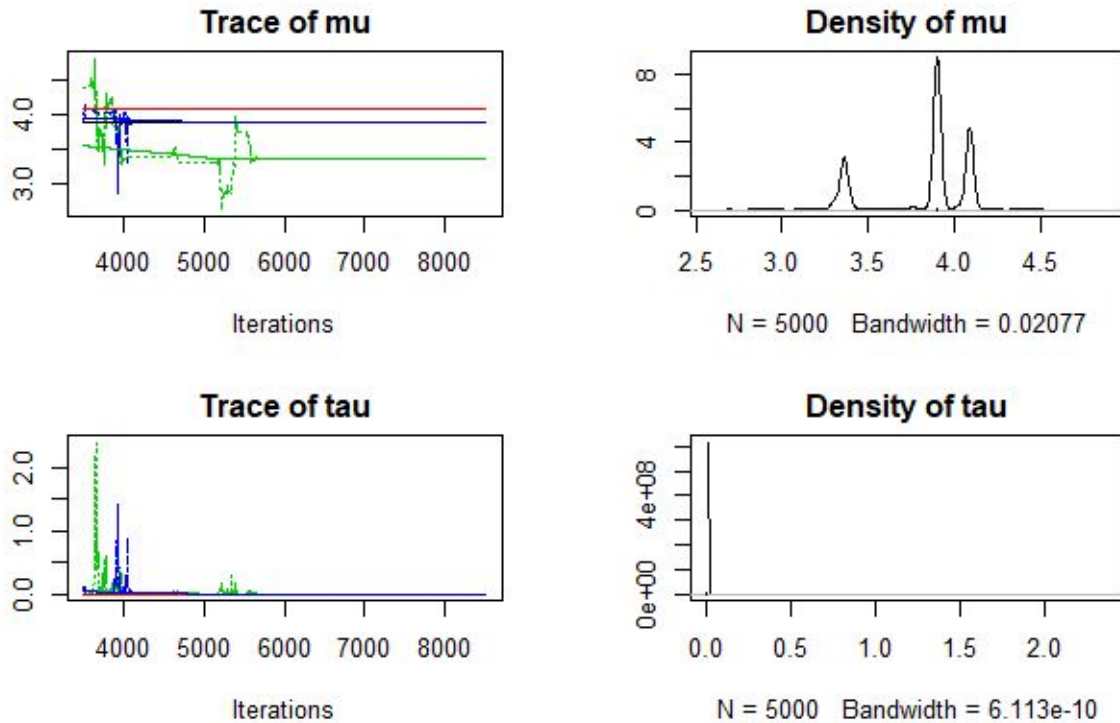 Trace of mu
4.0
3.0
4000 5000 6000 7000 8000
Iterations
Density of mu
8
4
0
2.5 3.0 3.5 4.0 4.5
N = 5000 Bandwidth = 0.02077
Trace of tau
2.0
1.0
0.0
4000 5000 6000 7000 8000
Iterations
Density of tau
4e+08
0e+00
0.0 0.5 1.0 1.5 2.0
N = 5000 Bandwidth = 6.113e-10